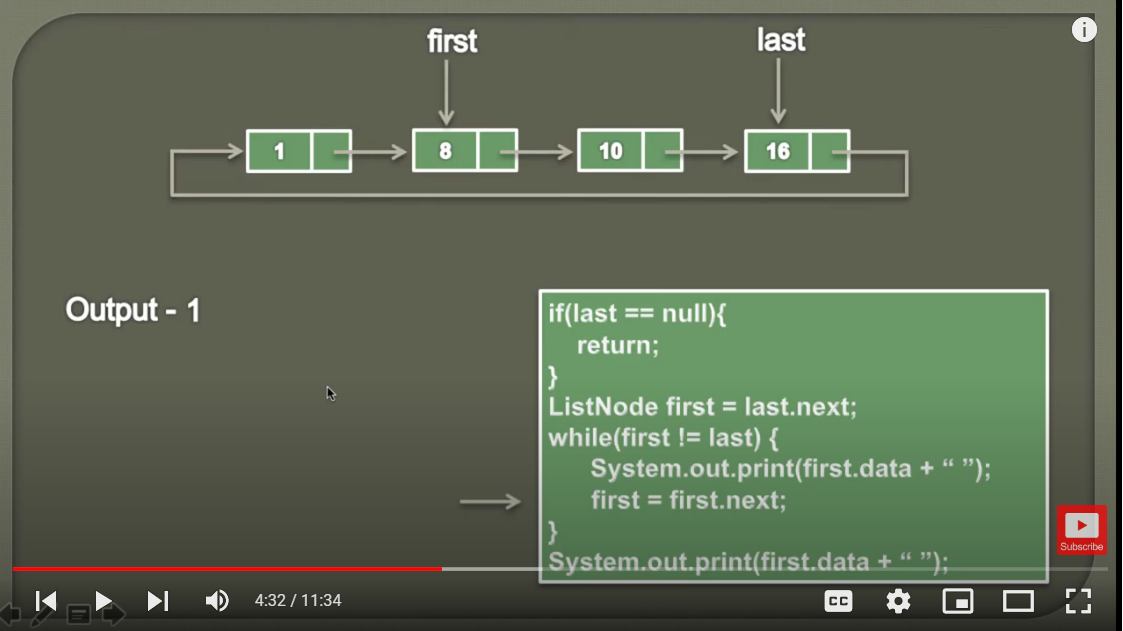 first
last
1
8
10
16
Output - 1
if(last == null){
return;
}
ListNode first = last.next;
while(first != last) {
System.out.print(first.data + “ ”);
first = first.next;
}
System.out.print(first.data + “ ”);
Subscribe
4:32 / 11:34
CC
i